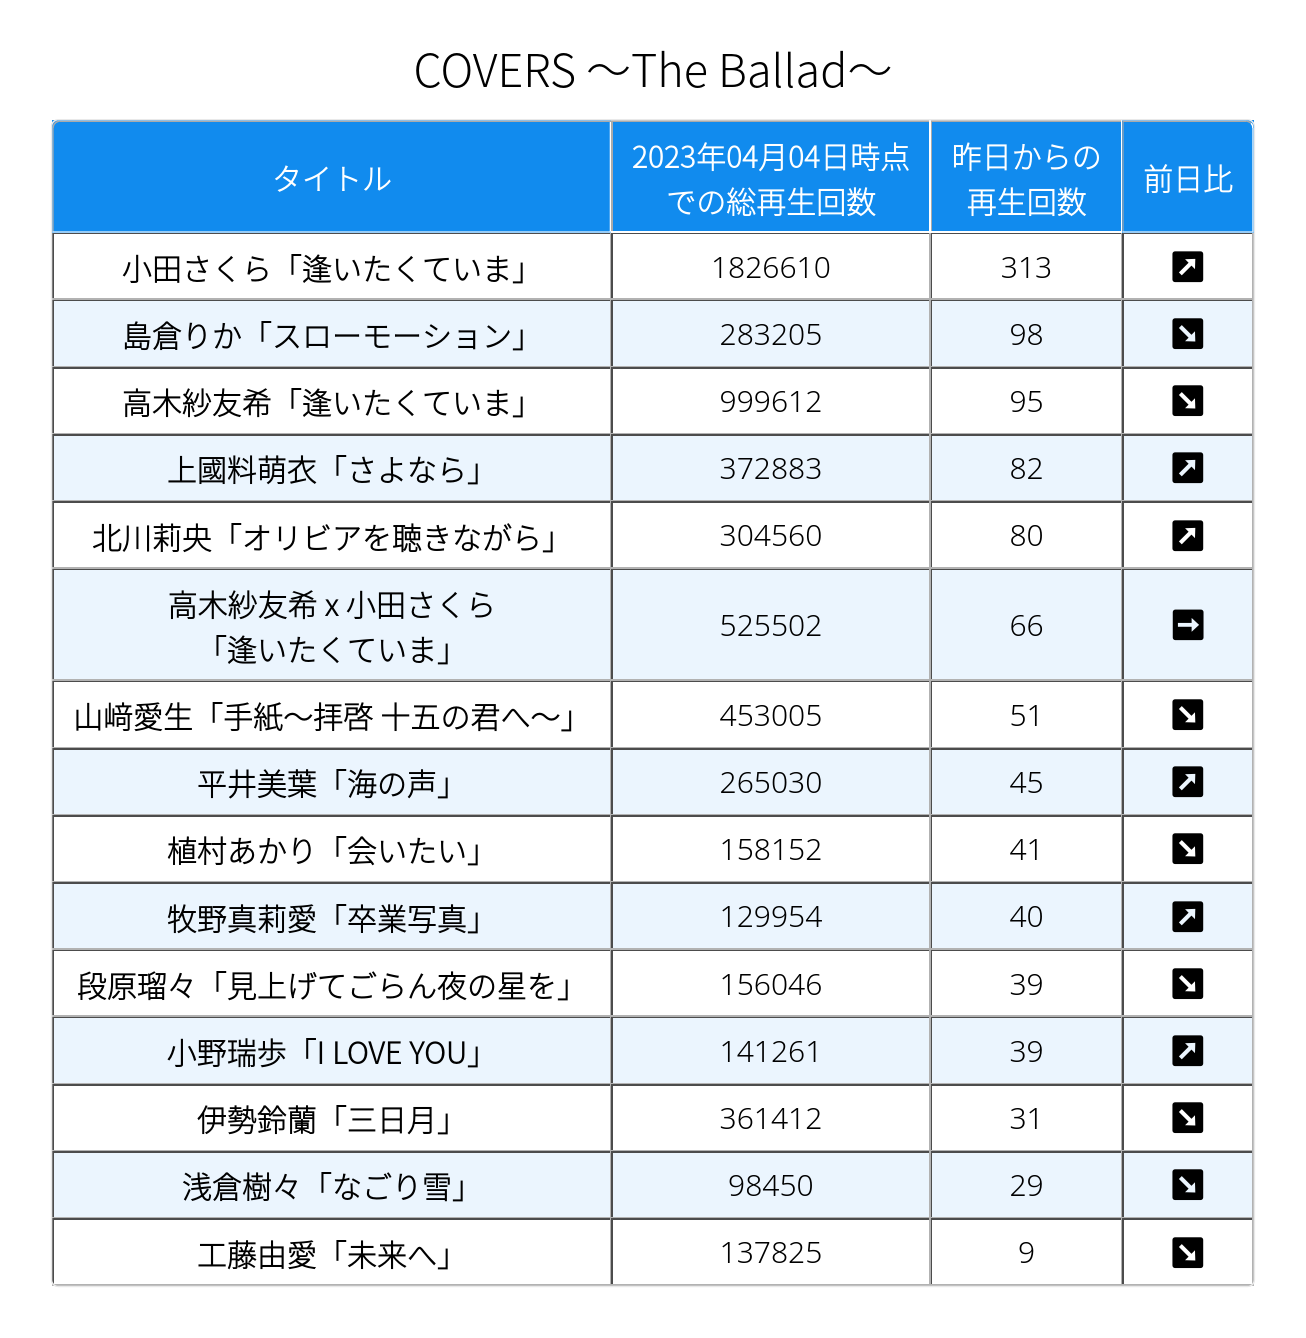 COVERS ～The Ballad～
タイトル
2023年04月04日時点
での総再生回数
昨日からの
再生回数
前日比
小田さくら「逢いたくていま」 1826610 313 ↗
島倉りか「スローモーション」 283205 98 ↘
高木紗友希「逢いたくていま」 999612 95 ↘
上國料萌衣「さよなら」 372883 82 ↗
北川莉央「オリビアを聴きながら」 304560 80 ↗
高木紗友希 x 小田さくら
「逢いたくていま」 525502 66 →
山﨑愛生「手紙～拝啓 十五の君へ～」 453005 51 ↘
平井美葉「海の声」 265030 45 ↗
植村あかり「会いたい」 158152 41 ↘
牧野真莉愛「卒業写真」 129954 40 ↗
段原瑠々「見上げてごらん夜の星を」 156046 39 ↘
小野瑞歩「I LOVE YOU」 141261 39 ↗
伊勢鈴蘭「三日月」 361412 31 ↘
浅倉樹々「なごり雪」 98450 29 ↘
工藤由愛「未来へ」 137825 9 ↘